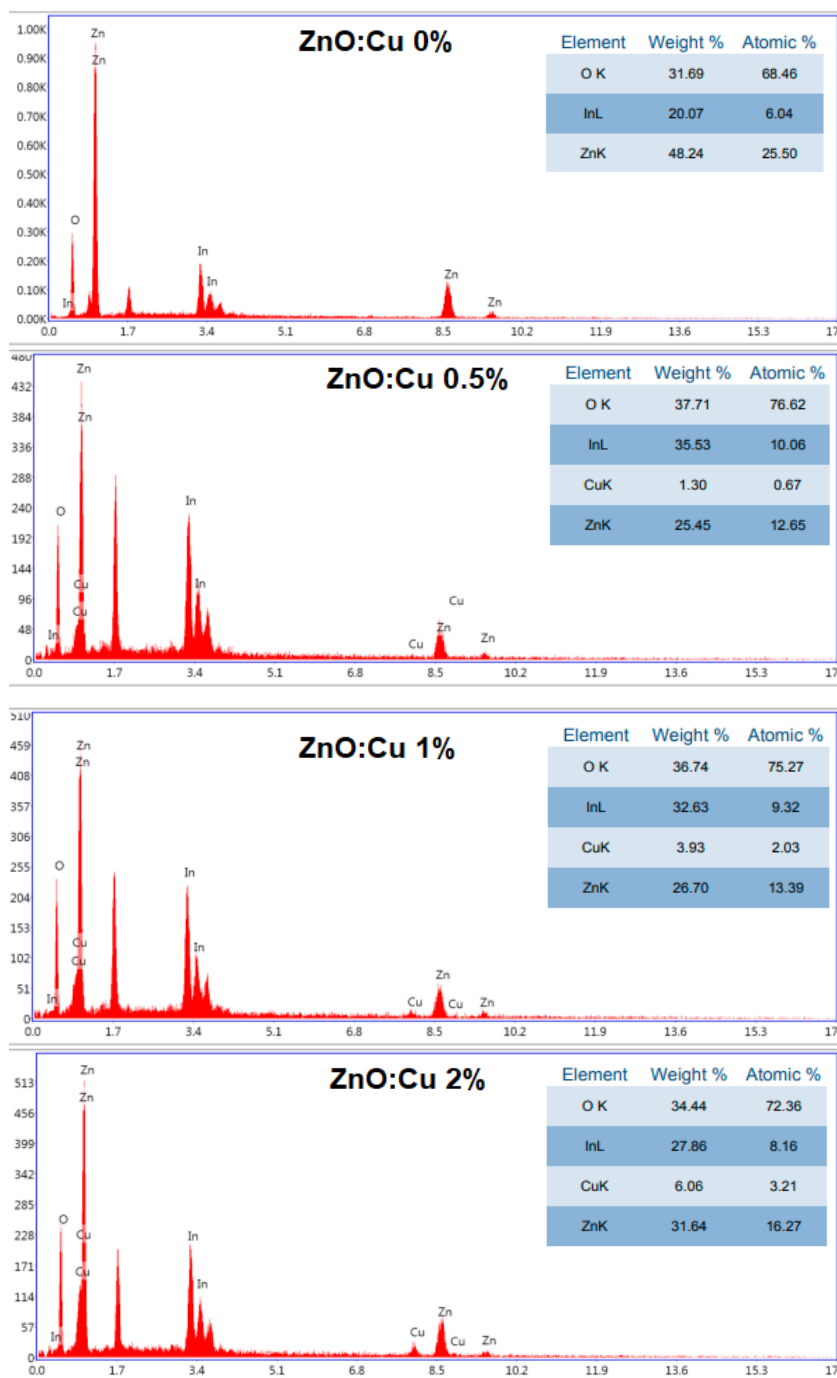 ZnO:Cu 0%
Element Weight % Atomic %
O K 31.69 68.46
InL 20.07 6.04
ZnK 48.24 25.50
1.00K
0.90K
0.80K
0.70K
0.60K
0.50K
0.40K
0.30K
0.20K
0.10K
0.00K
Zn
Zn
O
In
In
In
Zn
Zn
0.0 1.7 3.4 5.1 6.8 8.5 10.2 11.9 13.6 15.3 17
ZnO:Cu 0.5%
Element Weight % Atomic %
O K 37.71 76.62
InL 35.53 10.06
CuK 1.30 0.67
ZnK 25.45 12.65
480
432
384
336
288
240
192
144
96
48
0
Zn
Zn
O
Cu
Cu
In
In
In
Cu
Cu
Zn
Zn
0.0 1.7 3.4 5.1 6.8 8.5 10.2 11.9 13.6 15.3 17
ZnO:Cu 1%
Element Weight % Atomic %
O K 36.74 75.27
InL 32.63 9.32
CuK 3.93 2.03
ZnK 26.70 13.39
510
459
408
357
306
255
204
153
102
51
0
Zn
Zn
O
Cu
Cu
In
In
In
Cu
Zn
Cu
Zn
0.0 1.7 3.4 5.1 6.8 8.5 10.2 11.9 13.6 15.3 17
ZnO:Cu 2%
Element Weight % Atomic %
O K 34.44 72.36
InL 27.86 8.16
CuK 6.06 3.21
ZnK 31.64 16.27
513
456
399
342
285
228
171
114
57
0
Zn
Zn
O
Cu
Cu
In
In
In
Cu
Zn
Cu
Zn
0.0 1.7 3.4 5.1 6.8 8.5 10.2 11.9 13.6 15.3 17